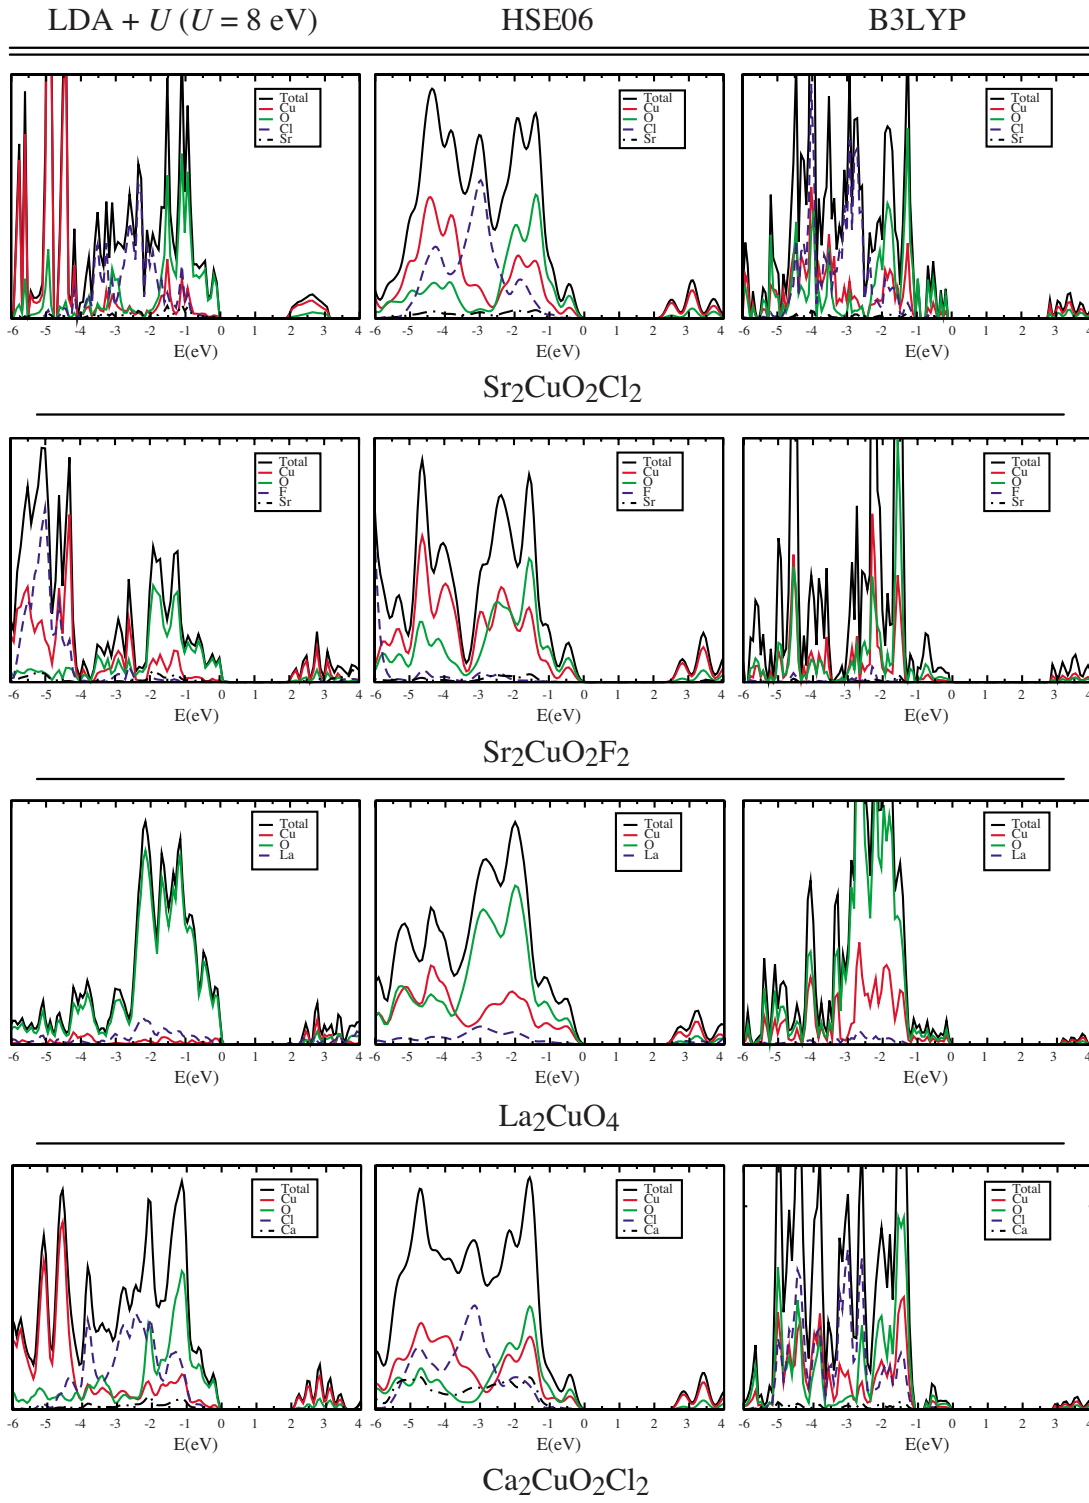 LDA + U (U = 8 eV) HSE06 B3LYP
Total Total Total
Cu Cu Cu
O O O
Cl Cl Cl
Sr Sr Sr
-6 -5 -4 -3 -2 -1 0 1 2 3 4 -6 -5 -4 -3 -2 -1 0 1 2 3 4 -6 -5 -4 -3 -2 -1 0 1 2 3 4
E(eV) E(eV) E(eV)
Sr2CuO2Cl2
Total Total Total
Cu Cu Cu
O O O
F F F
Sr Sr Sr
-6 -5 -4 -3 -2 -1 0 1 2 3 4 -6 -5 -4 -3 -2 -1 0 1 2 3 4 -6 -5 -4 -3 -2 -1 0 1 2 3 4
E(eV) E(eV) E(eV)
Sr2CuO2F2
Total Total Total
Cu Cu Cu
O O O
La La La
-6 -5 -4 -3 -2 -1 0 1 2 3 4 -6 -5 -4 -3 -2 -1 0 1 2 3 4 -6 -5 -4 -3 -2 -1 0 1 2 3 4
E(eV) E(eV) E(eV)
La2CuO4
Total Total Total
Cu Cu Cu
O O O
Cl Cl Cl
Ca Ca Ca
-6 -5 -4 -3 -2 -1 0 1 2 3 4 -6 -5 -4 -3 -2 -1 0 1 2 3 4 -6 -5 -4 -3 -2 -1 0 1 2 3 4
E(eV) E(eV) E(eV)
Ca2CuO2Cl2